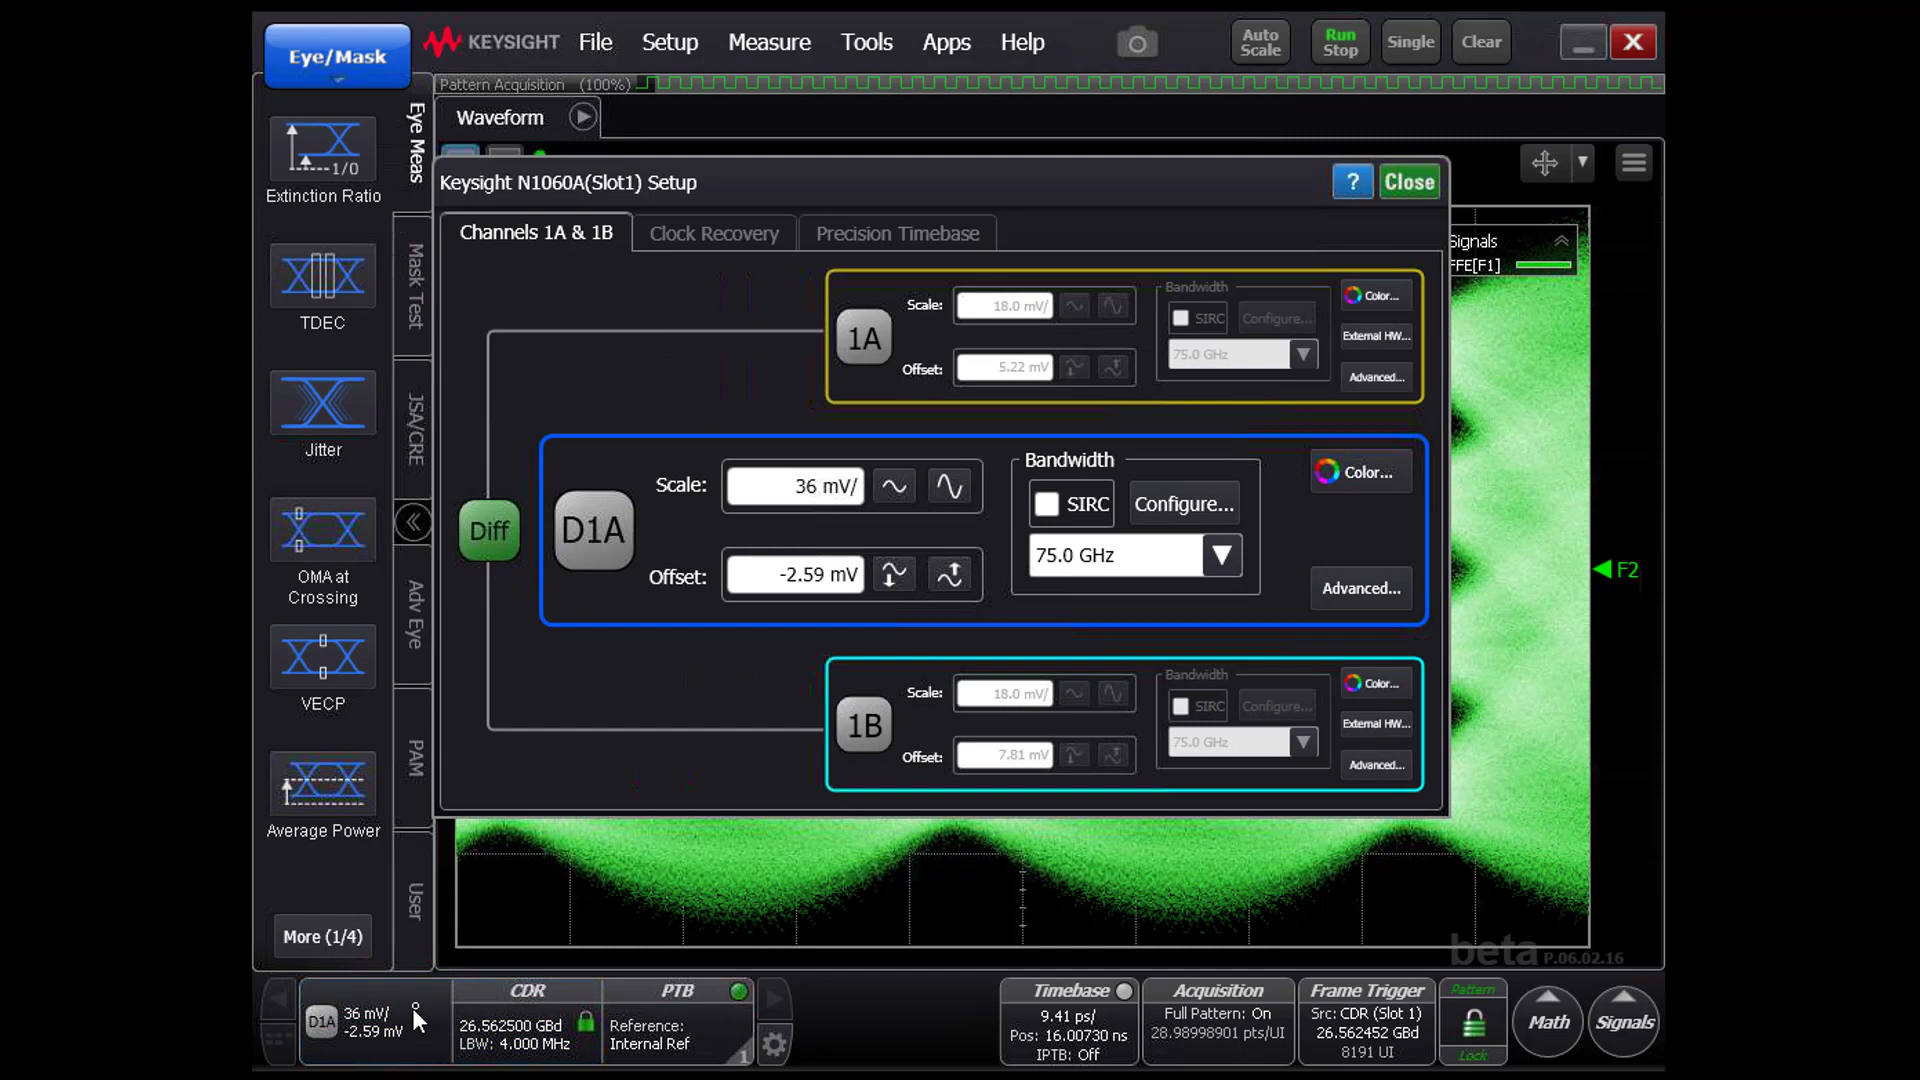 Eye/Mask
KEYSIGHT
File
Setup
Measure
Tools
Apps
Help
Auto Scale
Run Stop
Single
Clear
X
Pattern Acquisition (100%)
Waveform
Eye Meas
Mask Test
JSA/CRE
Adv Eye
PAM
User
1/0
Extinction Ratio
TDEC
Jitter
OMA at
Crossing
VECP
Average Power
More (1/4)
Keysight N1060A(Slot1) Setup
?
Close
Channels 1A & 1B
Clock Recovery
Precision Timebase
Signals
FFE[F1]
F2
1A
Scale:
18.0 mV/
Offset:
5.22 mV
Bandwidth
SIRC
Configure...
75.0 GHz
Color...
External HW...
Advanced...
Diff
D1A
Scale:
36 mV/
Offset:
-2.59 mV
Bandwidth
SIRC
Configure...
75.0 GHz
Color...
Advanced...
1B
Scale:
18.0 mV/
Offset:
7.81 mV
Bandwidth
SIRC
Configure...
75.0 GHz
Color...
External HW...
Advanced...
beta P.06.02.16
D1A
36 mV/
-2.59 mV
CDR
26.562500 GBd
LBW: 4.000 MHz
PTB
Reference:
Internal Ref
1
Timebase
9.41 ps/
Pos: 16.00730 ns
IPTB: Off
Acquisition
Full Pattern: On
28.98998901 pts/UI
Frame Trigger
Src: CDR (Slot 1)
26.562452 GBd
8191 UI
Pattern
Lock
Math
Signals